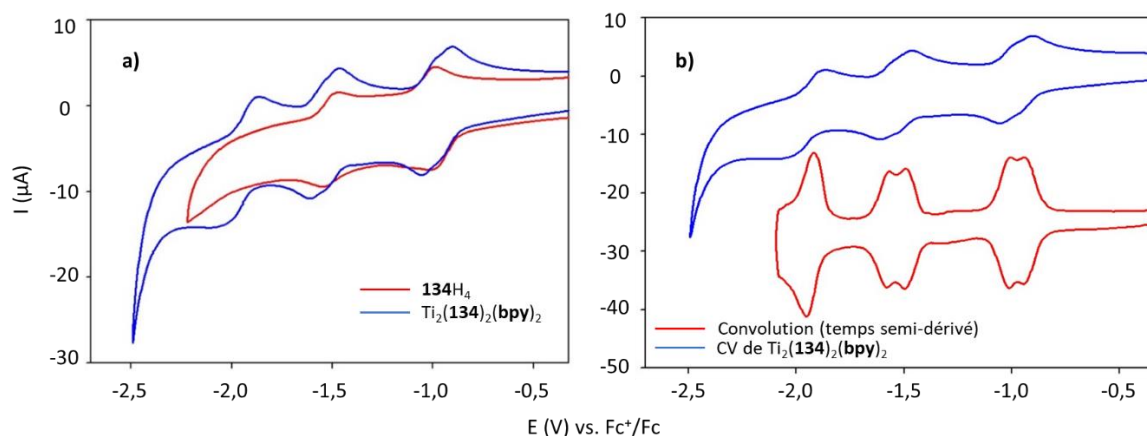 a)
I (µA)
10
0
-10
-20
-30
134H₄
Ti₂(134)₂(bpy)₂
-2,5 -2,0 -1,5 -1,0 -0,5
b)
10
0
-10
-20
-30
-40
-50
Convolution (temps semi-dérivé)
CV de Ti₂(134)₂(bpy)₂
-2,5 -2,0 -1,5 -1,0 -0,5
E (V) vs. Fc⁺/Fc